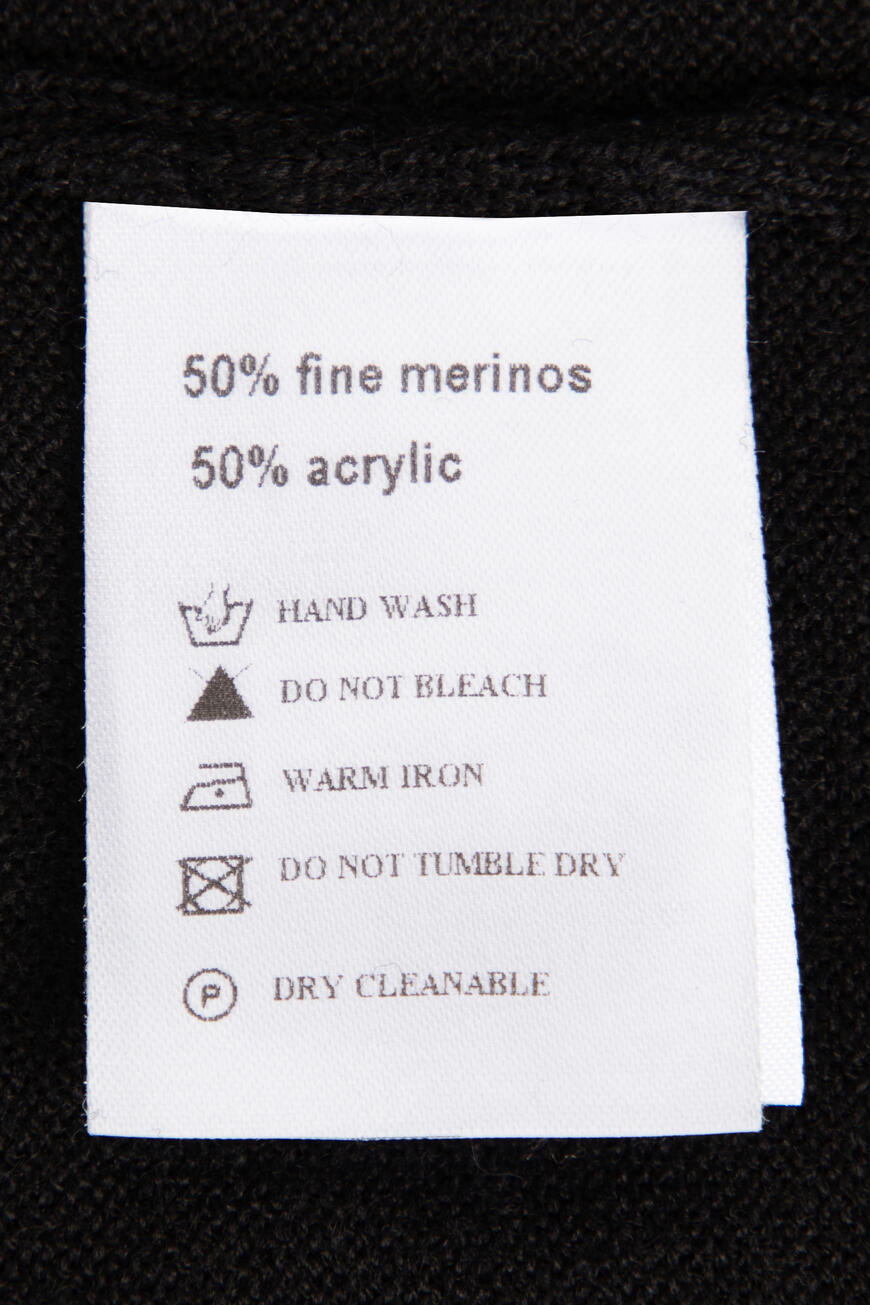 50% fine merinos
50% acrylic
HAND WASH
DO NOT BLEACH
WARM IRON
DO NOT TUMBLE DRY
P DRY CLEANABLE